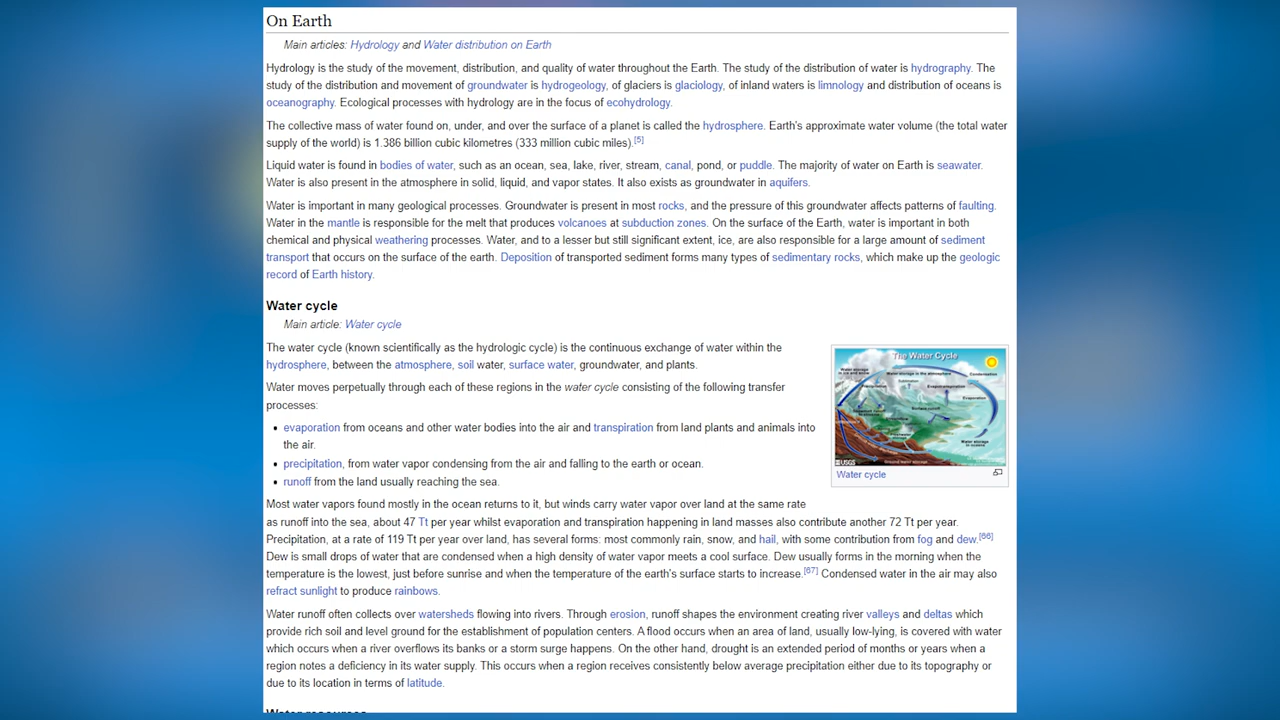 On Earth
Main articles: Hydrology and Water distribution on Earth
Hydrology is the study of the movement, distribution, and quality of water throughout the Earth. The study of the distribution of water is hydrography. The
study of the distribution and movement of groundwater is hydrogeology, of glaciers is glaciology, of inland waters is limnology and distribution of oceans is
oceanography. Ecological processes with hydrology are in the focus of ecohydrology.
The collective mass of water found on, under, and over the surface of a planet is called the hydrosphere. Earth's approximate water volume (the total water
supply of the world) is 1.386 billion cubic kilometres (333 million cubic miles).[5]
Liquid water is found in bodies of water, such as an ocean, sea, lake, river, stream, canal, pond, or puddle. The majority of water on Earth is seawater.
Water is also present in the atmosphere in solid, liquid, and vapor states. It also exists as groundwater in aquifers.
Water is important in many geological processes. Groundwater is present in most rocks, and the pressure of this groundwater affects patterns of faulting.
Water in the mantle is responsible for the melt that produces volcanoes at subduction zones. On the surface of the Earth, water is important in both
chemical and physical weathering processes. Water, and to a lesser but still significant extent, ice, are also responsible for a large amount of sediment
transport that occurs on the surface of the earth. Deposition of transported sediment forms many types of sedimentary rocks, which make up the geologic
record of Earth history.
Water cycle
Main article: Water cycle
The water cycle (known scientifically as the hydrologic cycle) is the continuous exchange of water within the
hydrosphere, between the atmosphere, soil water, surface water, groundwater, and plants.
Water moves perpetually through each of these regions in the water cycle consisting of the following transfer
processes:
• evaporation from oceans and other water bodies into the air and transpiration from land plants and animals into
the air.
• precipitation, from water vapor condensing from the air and falling to the earth or ocean.
• runoff from the land usually reaching the sea.
The Water Cycle
Water storage in the atmosphere
Condensation
Precipitation
Sublimation
Evapotranspiration
Evaporation
Surface runoff
Water storage
in oceans
Ground water storage
USGS
Water cycle
Most water vapors found mostly in the ocean returns to it, but winds carry water vapor over land at the same rate
as runoff into the sea, about 47 Tt per year whilst evaporation and transpiration happening in land masses also contribute another 72 Tt per year.
Precipitation, at a rate of 119 Tt per year over land, has several forms: most commonly rain, snow, and hail, with some contribution from fog and dew.[66]
Dew is small drops of water that are condensed when a high density of water vapor meets a cool surface. Dew usually forms in the morning when the
temperature is the lowest, just before sunrise and when the temperature of the earth's surface starts to increase.[67] Condensed water in the air may also
refract sunlight to produce rainbows.
Water runoff often collects over watersheds flowing into rivers. Through erosion, runoff shapes the environment creating river valleys and deltas which
provide rich soil and level ground for the establishment of population centers. A flood occurs when an area of land, usually low-lying, is covered with water
which occurs when a river overflows its banks or a storm surge happens. On the other hand, drought is an extended period of months or years when a
region notes a deficiency in its water supply. This occurs when a region receives consistently below average precipitation either due to its topography or
due to its location in terms of latitude.